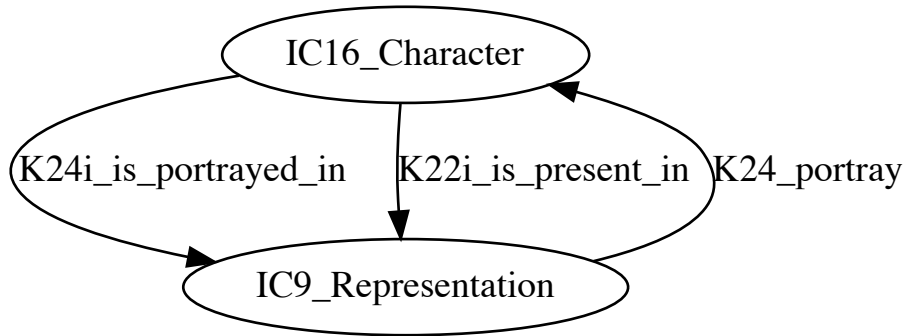 IC16_Character
K24i_is_portrayed_in
K22i_is_present_in
K24_portray
IC9_Representation